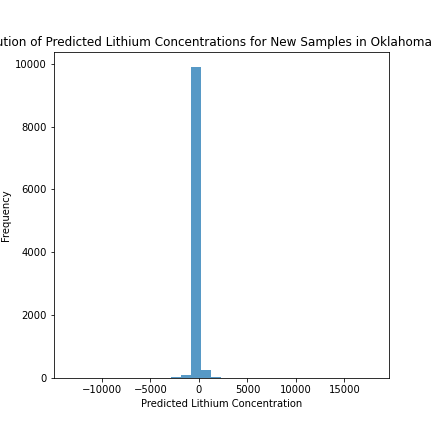 ution of Predicted Lithium Concentrations for New Samples in Oklahoma
10000
8000
6000
4000
2000
0
Frequency
−10000 −5000 0 5000 10000 15000
Predicted Lithium Concentration